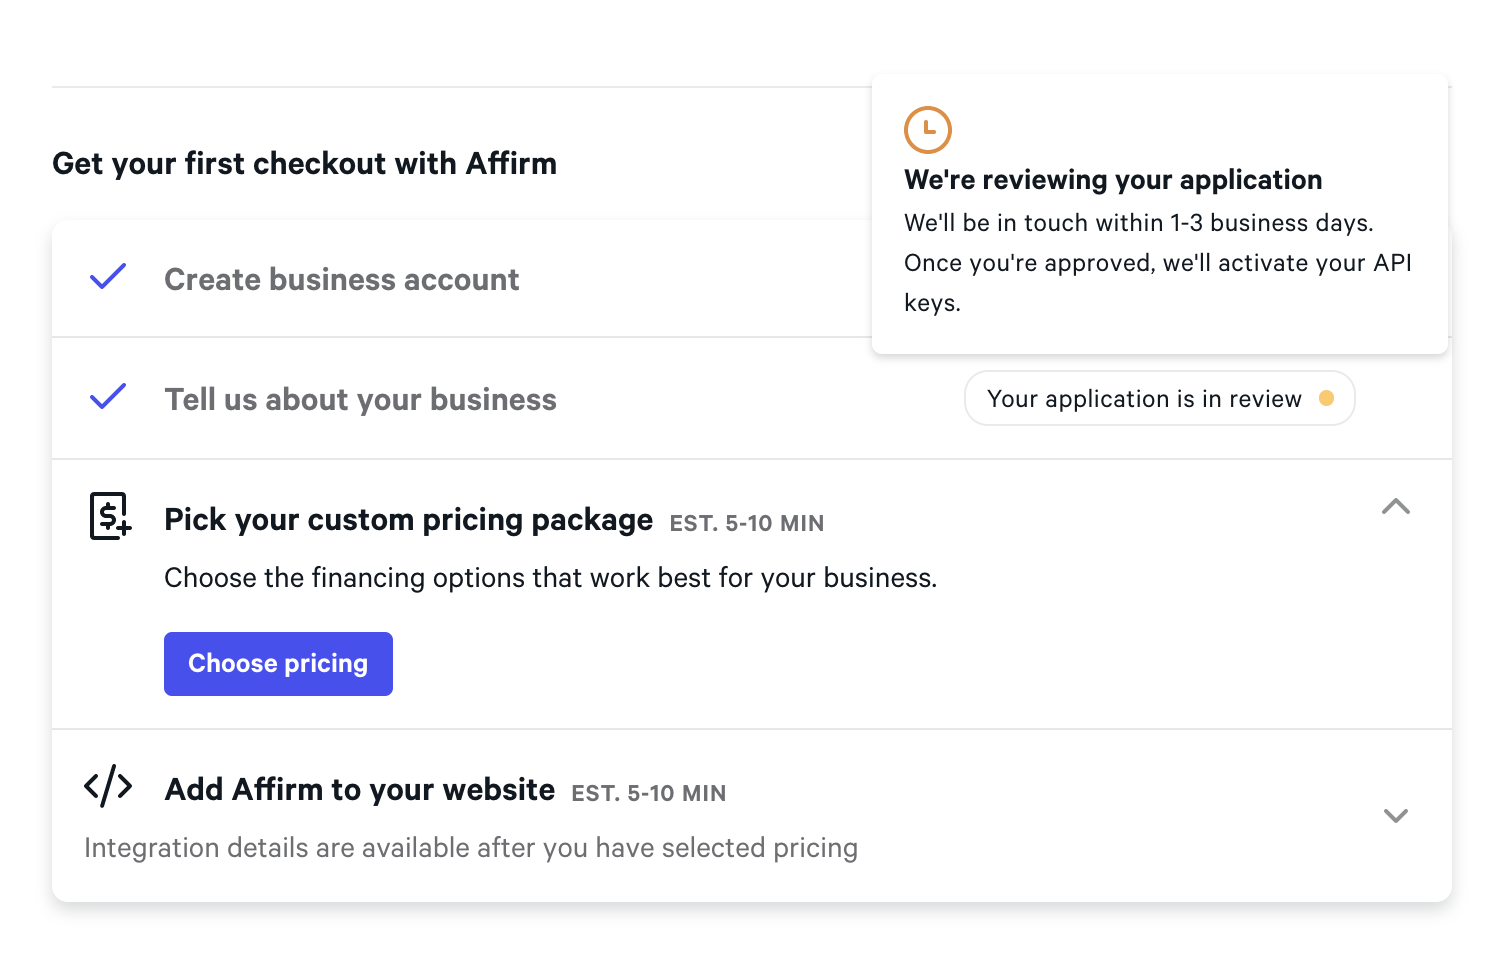 Get your first checkout with Affirm
We're reviewing your application
We'll be in touch within 1-3 business days.
Once you're approved, we'll activate your API
keys.
Create business account
Tell us about your business
Your application is in review
Pick your custom pricing package EST. 5-10 MIN
Choose the financing options that work best for your business.
Choose pricing
Add Affirm to your website EST. 5-10 MIN
Integration details are available after you have selected pricing